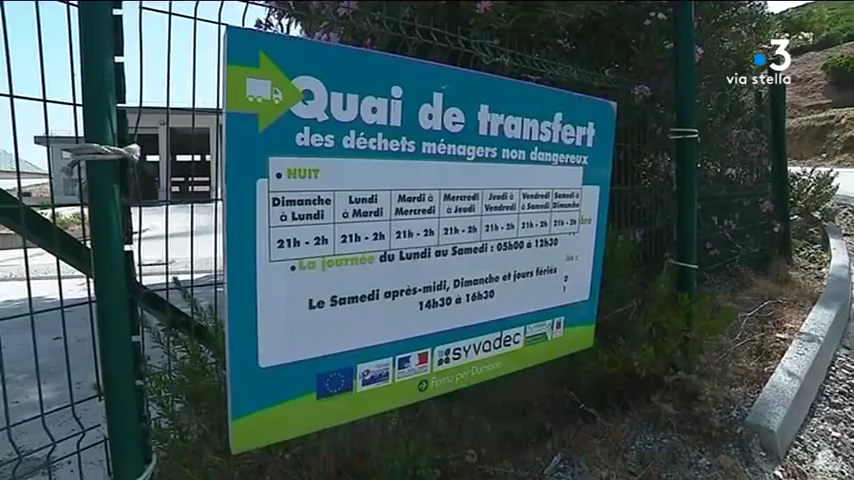 3
via stella
Quai de transfert
des déchets ménagers non dangereux
NUIT
Dimanche à Lundi | Lundi à Mardi | Mardi à Mercredi | Mercredi à Jeudi | Jeudi à Vendredi | Vendredi à Samedi | Samedi à Dimanche
21h - 2h | 21h - 2h | 21h - 2h | 21h - 2h | 21h - 2h | 21h - 2h | 21h - 2h
La journée du Lundi au Samedi : 05h00 à 12h30
Le Samedi après-midi, Dimanche et jours fériés
14h30 à 16h30
SYVADEC
Femu per Dumane